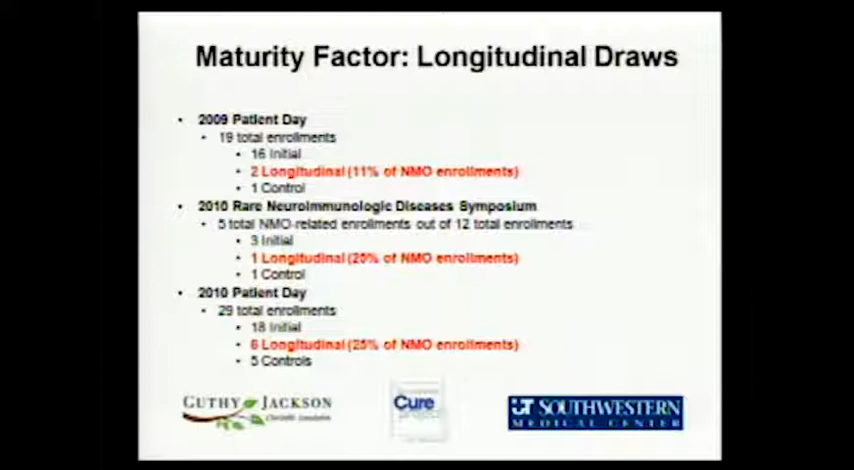 Maturity Factor: Longitudinal Draws
• 2009 Patient Day
• 19 total enrollments
• 16 Initial
• 2 Longitudinal (11% of NMO enrollments)
• 1 Control
• 2010 Rare Neuroimmunologic Diseases Symposium
• 5 total NMO-related enrollments out of 12 total enrollments
• 3 Initial
• 1 Longitudinal (20% of NMO enrollments)
• 1 Control
• 2010 Patient Day
• 29 total enrollments
• 18 Initial
• 6 Longitudinal (25% of NMO enrollments)
• 5 Controls
GUTHY JACKSON
Cure
UT SOUTHWESTERN
MEDICAL CENTER